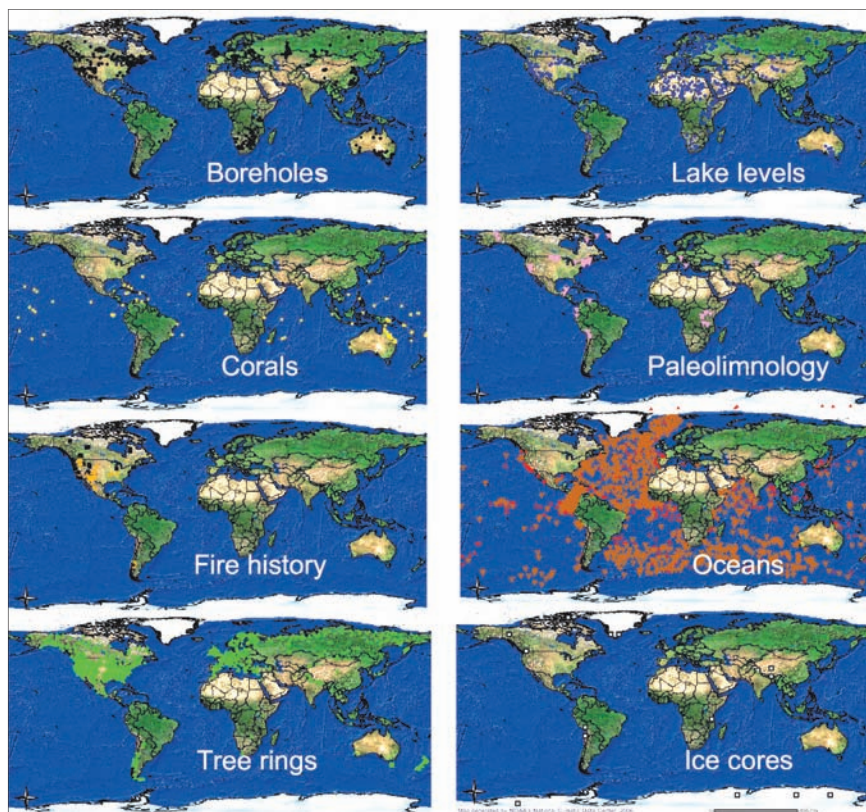 Boreholes
Lake levels
Corals
Paleolimnology
Fire history
Oceans
Tree rings
Ice cores